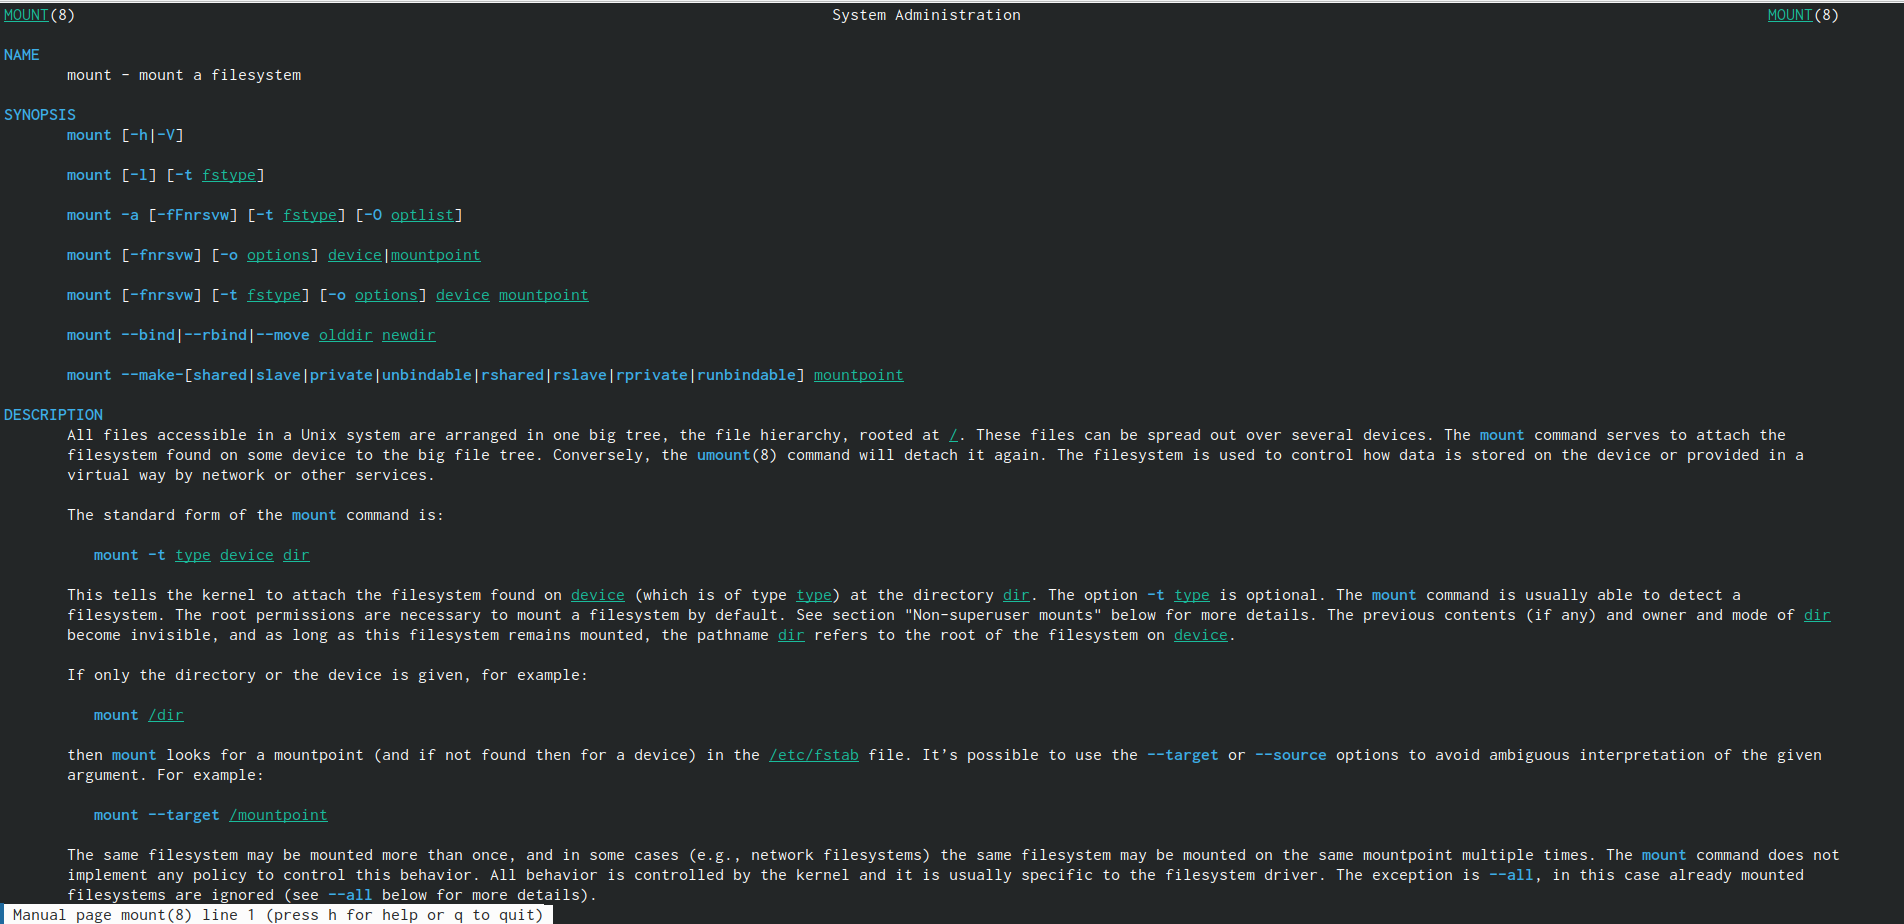 MOUNT(8) System Administration MOUNT(8)
NAME
mount - mount a filesystem
SYNOPSIS
mount [-h|-V]
mount [-l] [-t fstype]
mount -a [-fFnrsvw] [-t fstype] [-O optlist]
mount [-fnrsvw] [-o options] device|mountpoint
mount [-fnrsvw] [-t fstype] [-o options] device mountpoint
mount --bind|--rbind|--move olddir newdir
mount --make-[shared|slave|private|unbindable|rshared|rslave|rprivate|runbindable] mountpoint
DESCRIPTION
All files accessible in a Unix system are arranged in one big tree, the file hierarchy, rooted at /. These files can be spread out over several devices. The mount command serves to attach the
filesystem found on some device to the big file tree. Conversely, the umount(8) command will detach it again. The filesystem is used to control how data is stored on the device or provided in a
virtual way by network or other services.
The standard form of the mount command is:
mount -t type device dir
This tells the kernel to attach the filesystem found on device (which is of type type) at the directory dir. The option -t type is optional. The mount command is usually able to detect a
filesystem. The root permissions are necessary to mount a filesystem by default. See section "Non-superuser mounts" below for more details. The previous contents (if any) and owner and mode of dir
become invisible, and as long as this filesystem remains mounted, the pathname dir refers to the root of the filesystem on device.
If only the directory or the device is given, for example:
mount /dir
then mount looks for a mountpoint (and if not found then for a device) in the /etc/fstab file. It’s possible to use the --target or --source options to avoid ambiguous interpretation of the given
argument. For example:
mount --target /mountpoint
The same filesystem may be mounted more than once, and in some cases (e.g., network filesystems) the same filesystem may be mounted on the same mountpoint multiple times. The mount command does not
implement any policy to control this behavior. All behavior is controlled by the kernel and it is usually specific to the filesystem driver. The exception is --all, in this case already mounted
filesystems are ignored (see --all below for more details).
Manual page mount(8) line 1 (press h for help or q to quit)